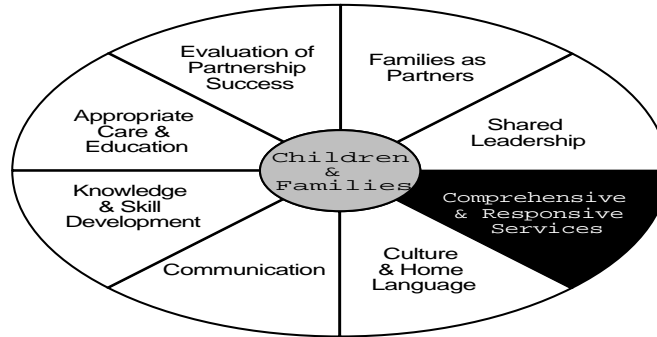 Evaluation of
Partnership
Success
Families as
Partners
Shared
Leadership
Comprehensive
& Responsive
Services
Culture
& Home
Language
Communication
Knowledge
& Skill
Development
Appropriate
Care &
Education
Children
&
Families